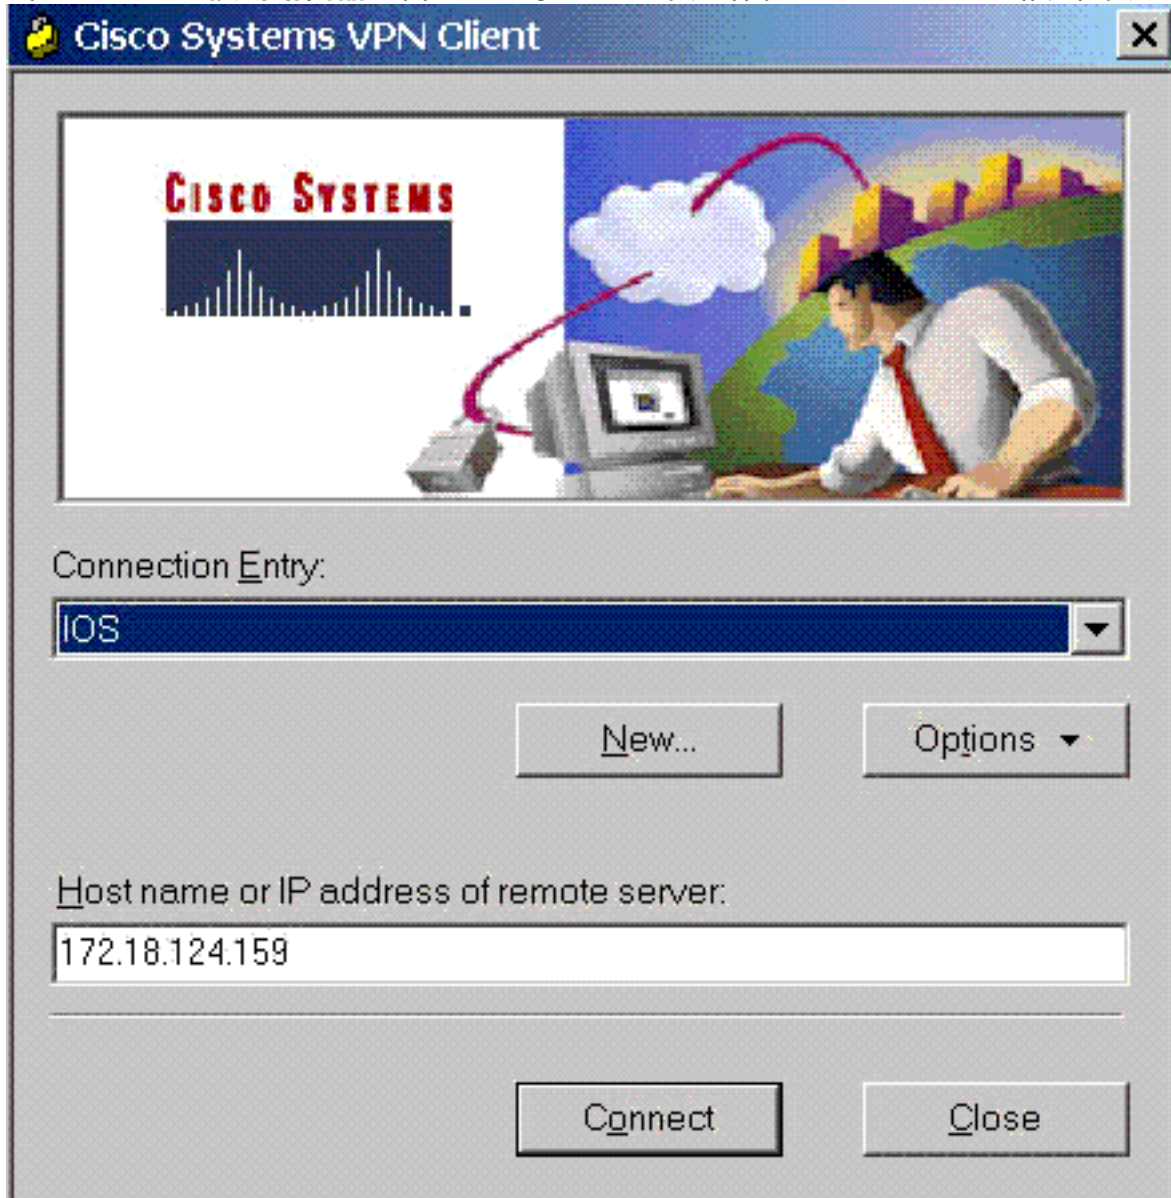 Cisco Systems VPN Client
CISCO SYSTEMS
Connection Entry:
IOS
New...
Options
Host name or IP address of remote server:
172.18.124.159
Connect
Close